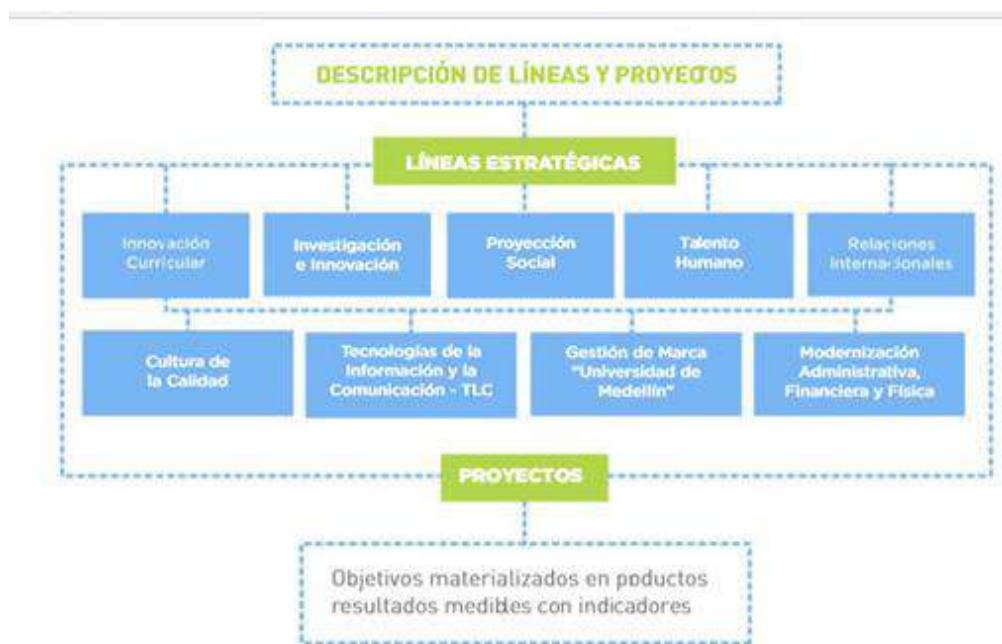 DESCRIPCIÓN DE LÍNEAS Y PROYECTOS
LÍNEAS ESTRATÉGICAS
Innovación
Curricular
Investigación
e Innovación
Proyección
Social
Talento
Humano
Relaciones
Internacionales
Cultura de
la Calidad
Tecnologías de la
Información y la
Comunicación - TLC
Gestión de Marca
"Universidad de
Medellín"
Modernización
Administrativa,
Financiera y Física
PROYECTOS
Objetivos materializados en poductos
resultados medibles con indicadores